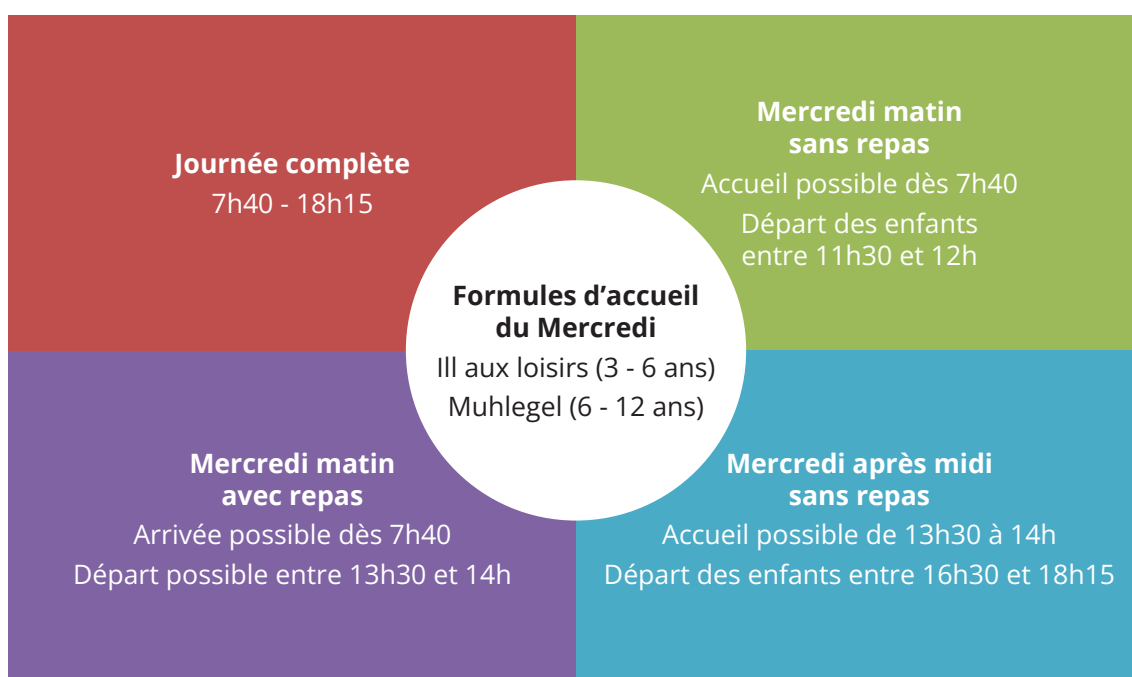 Journée complète
7h40 - 18h15
Mercredi matin
sans repas
Accueil possible dès 7h40
Départ des enfants
entre 11h30 et 12h
Formules d’accueil
du Mercredi
Ill aux loisirs (3 - 6 ans)
Muhlegel (6 - 12 ans)
Mercredi matin
avec repas
Arrivée possible dès 7h40
Départ possible entre 13h30 et 14h
Mercredi après midi
sans repas
Accueil possible de 13h30 à 14h
Départ des enfants entre 16h30 et 18h15